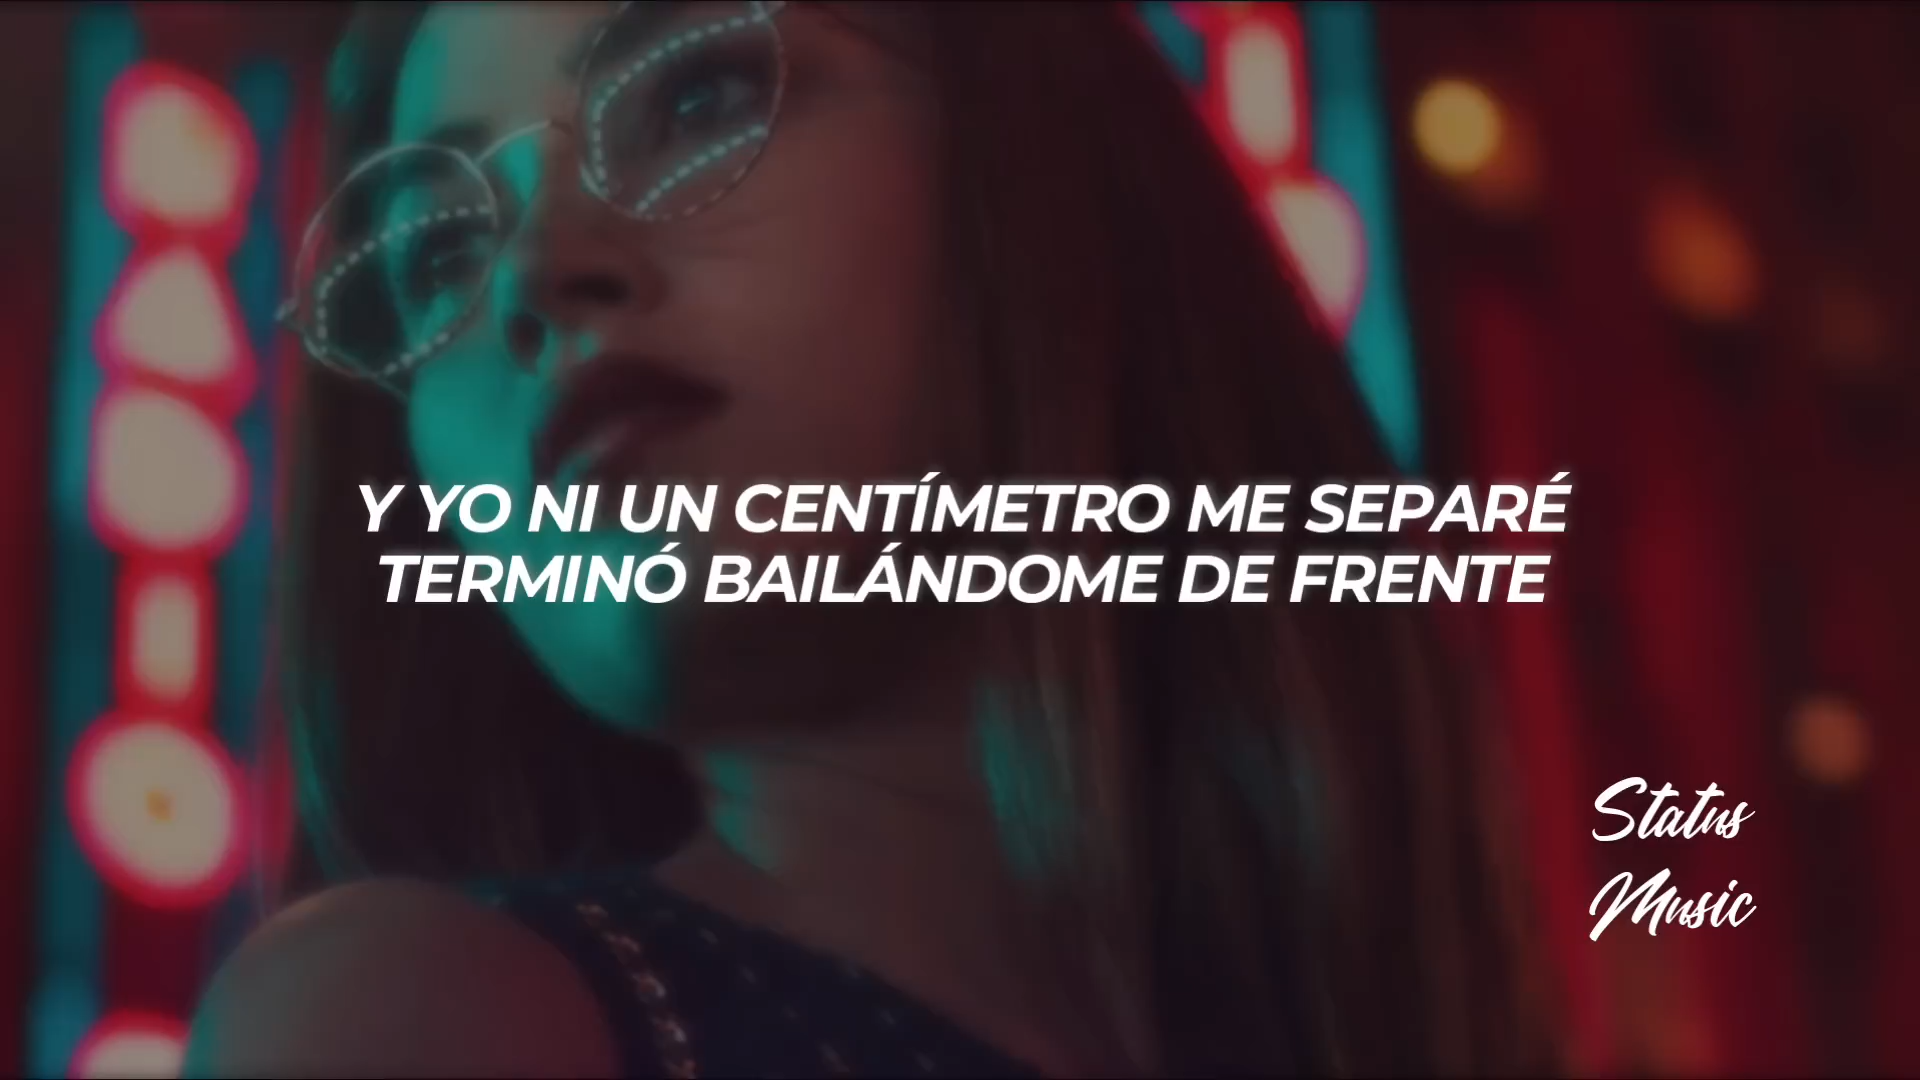 Y YO NI UN CENTÍMETRO ME SEPARÉ
TERMINÓ BAILÁNDOME DE FRENTE
Status
Music